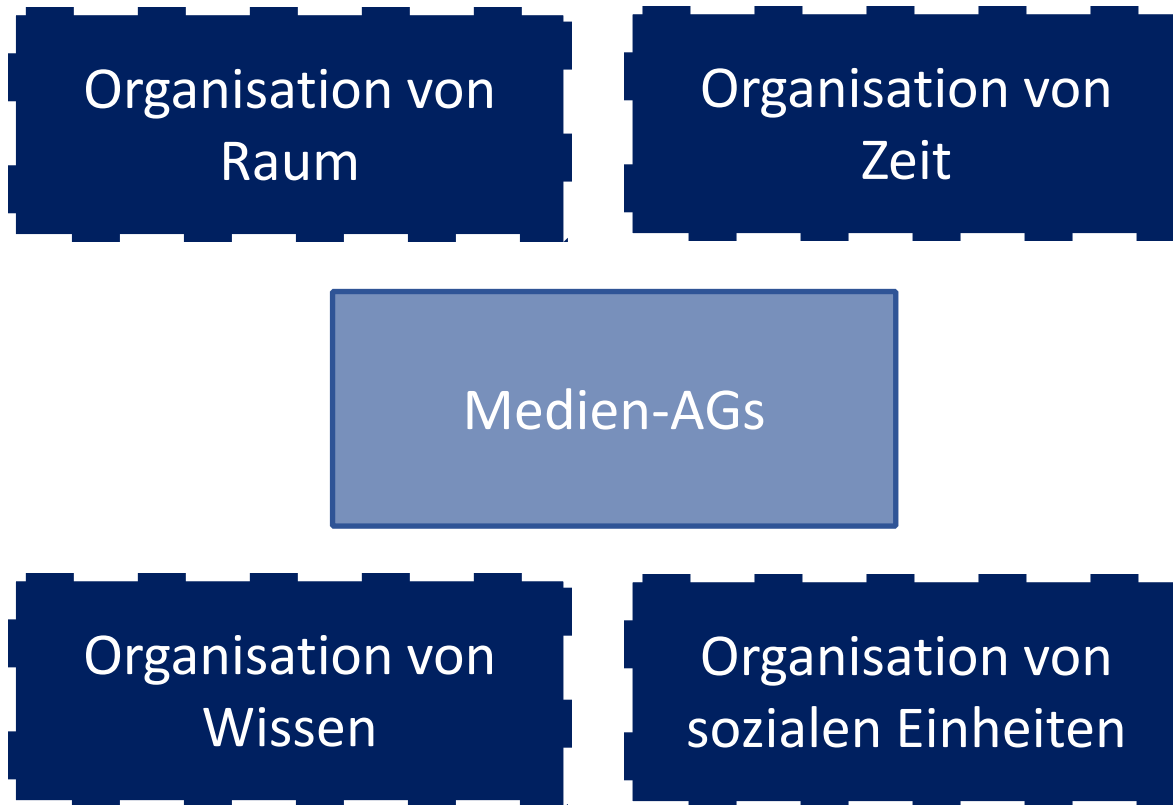 Organisation von
Raum
Organisation von
Zeit
Medien-AGs
Organisation von
Wissen
Organisation von
sozialen Einheiten